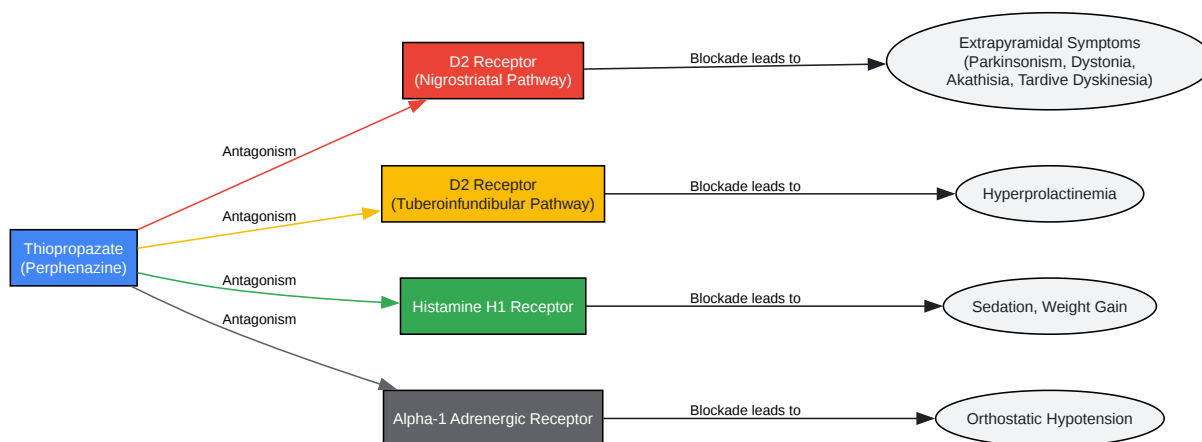 Thiopropazate
(Perphenazine)
Antagonism
D2 Receptor
(Nigrostriatal Pathway)
Blockade leads to
Extrapyramidal Symptoms
(Parkinsonism, Dystonia,
Akathisia, Tardive Dyskinesia)
Antagonism
D2 Receptor
(Tuberoinfundibular Pathway)
Blockade leads to
Hyperprolactinemia
Antagonism
Histamine H1 Receptor
Blockade leads to
Sedation, Weight Gain
Antagonism
Alpha-1 Adrenergic Receptor
Blockade leads to
Orthostatic Hypotension